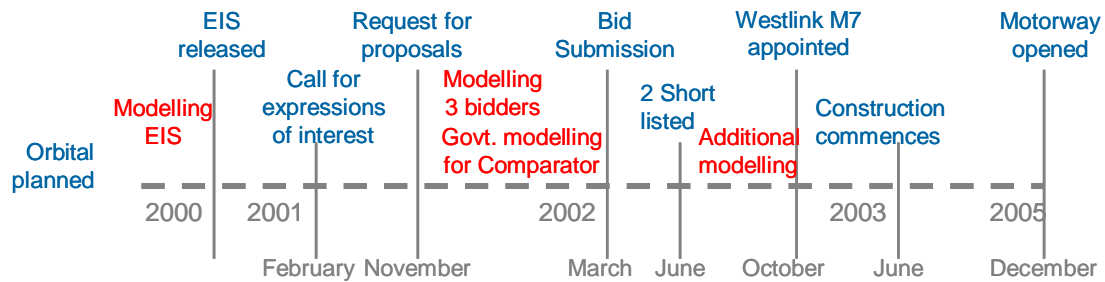 EIS
released
Request for
proposals
Bid
Submission
Westlink M7
appointed
Motorway
opened
Modelling
EIS
Call for
expressions
of interest
Modelling
3 bidders
Govt. modelling
for Comparator
2 Short
listed
Additional
modelling
Construction
commences
Orbital
planned
2000
2001
2002
2003
2005
February
November
March
June
October
June
December